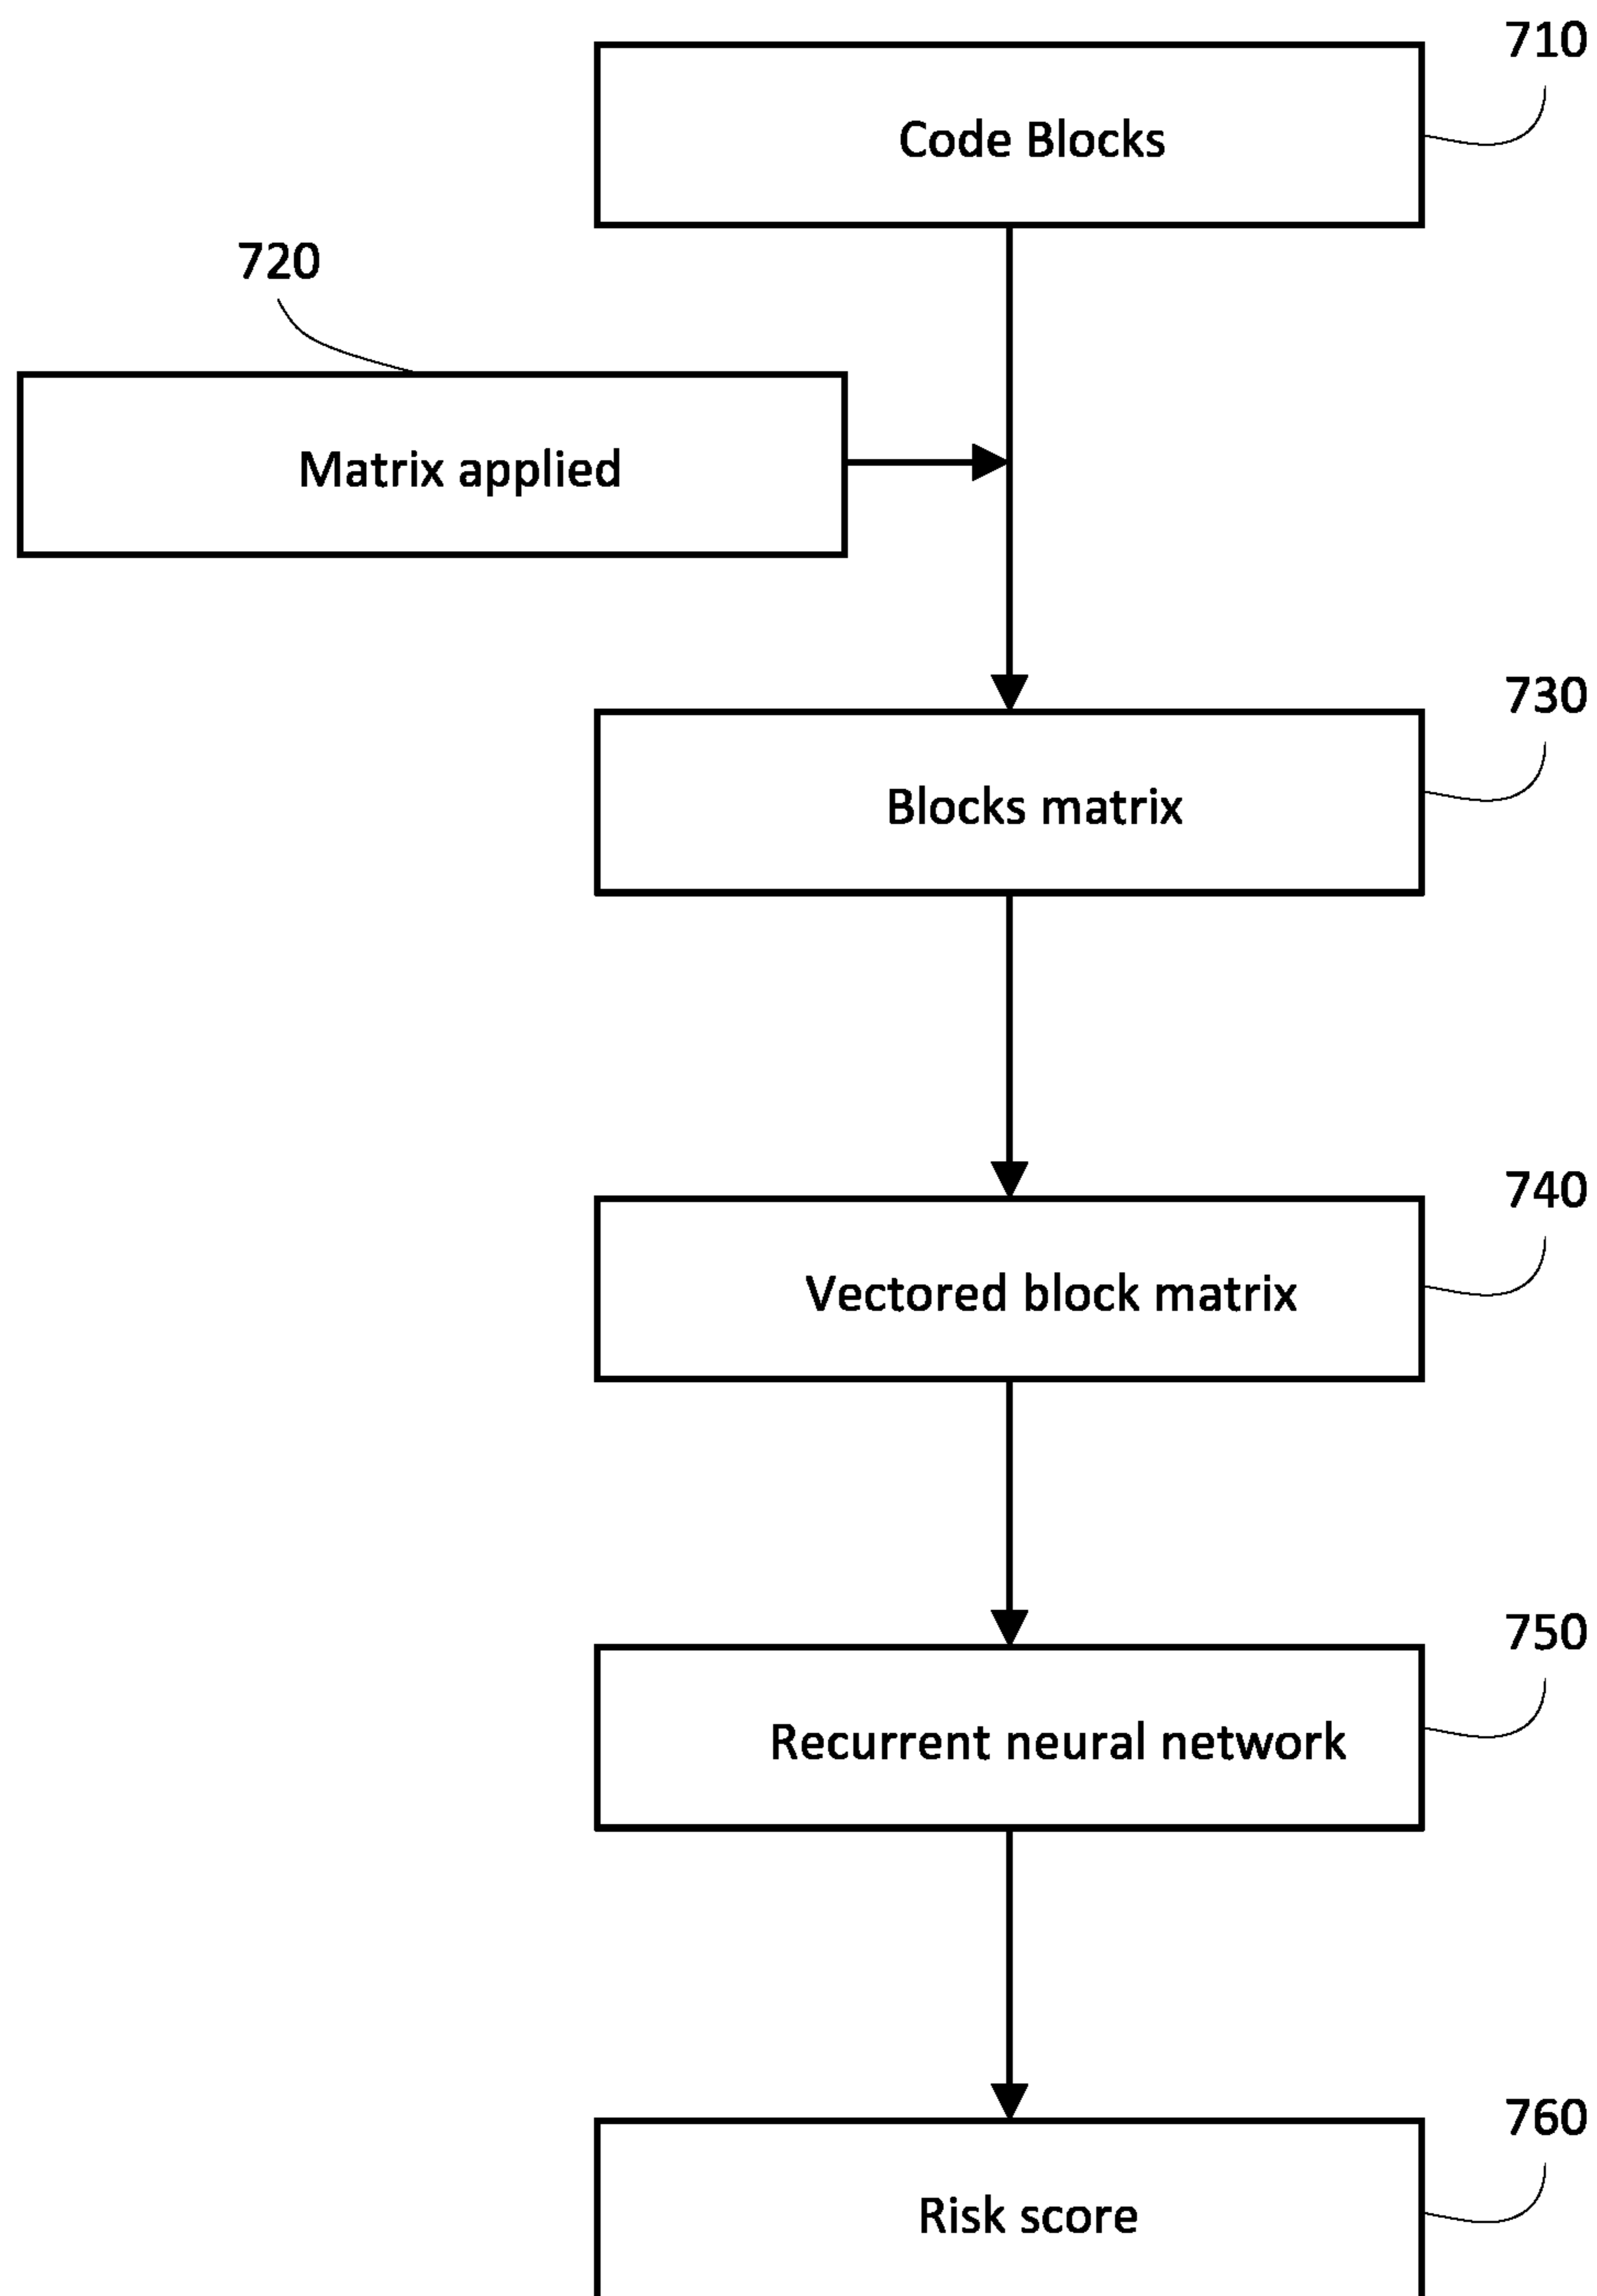 710
Code Blocks
720
Matrix applied
730
Blocks matrix
740
Vectored block matrix
750
Recurrent neural network
760
Risk score